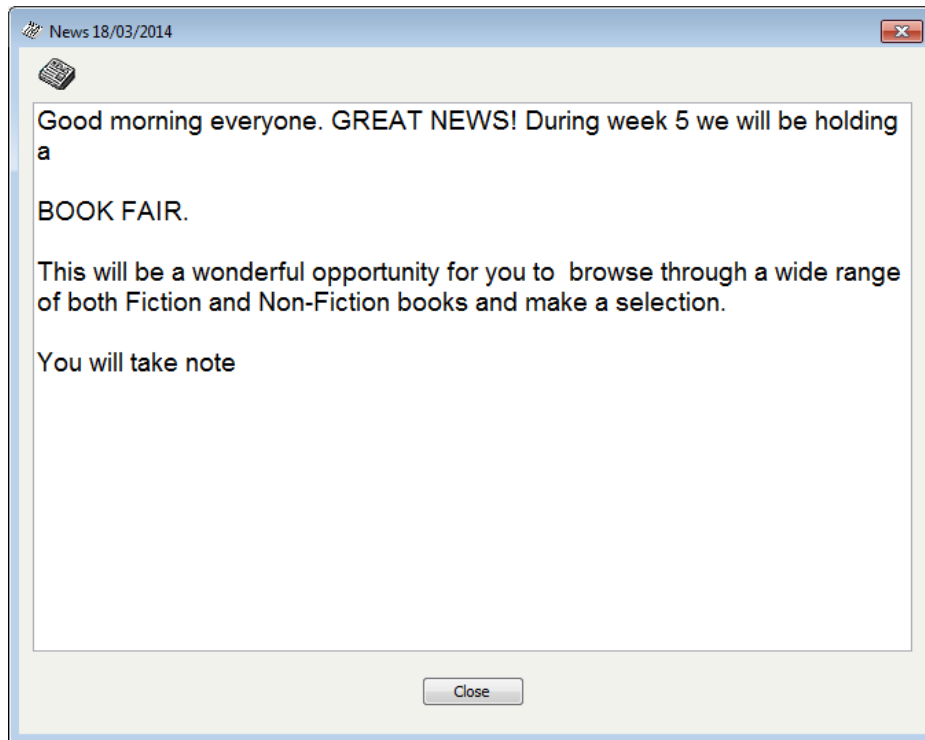 News 18/03/2014
Good morning everyone. GREAT NEWS! During week 5 we will be holding
a
BOOK FAIR.
This will be a wonderful opportunity for you to  browse through a wide range
of both Fiction and Non-Fiction books and make a selection.
You will take note
Close